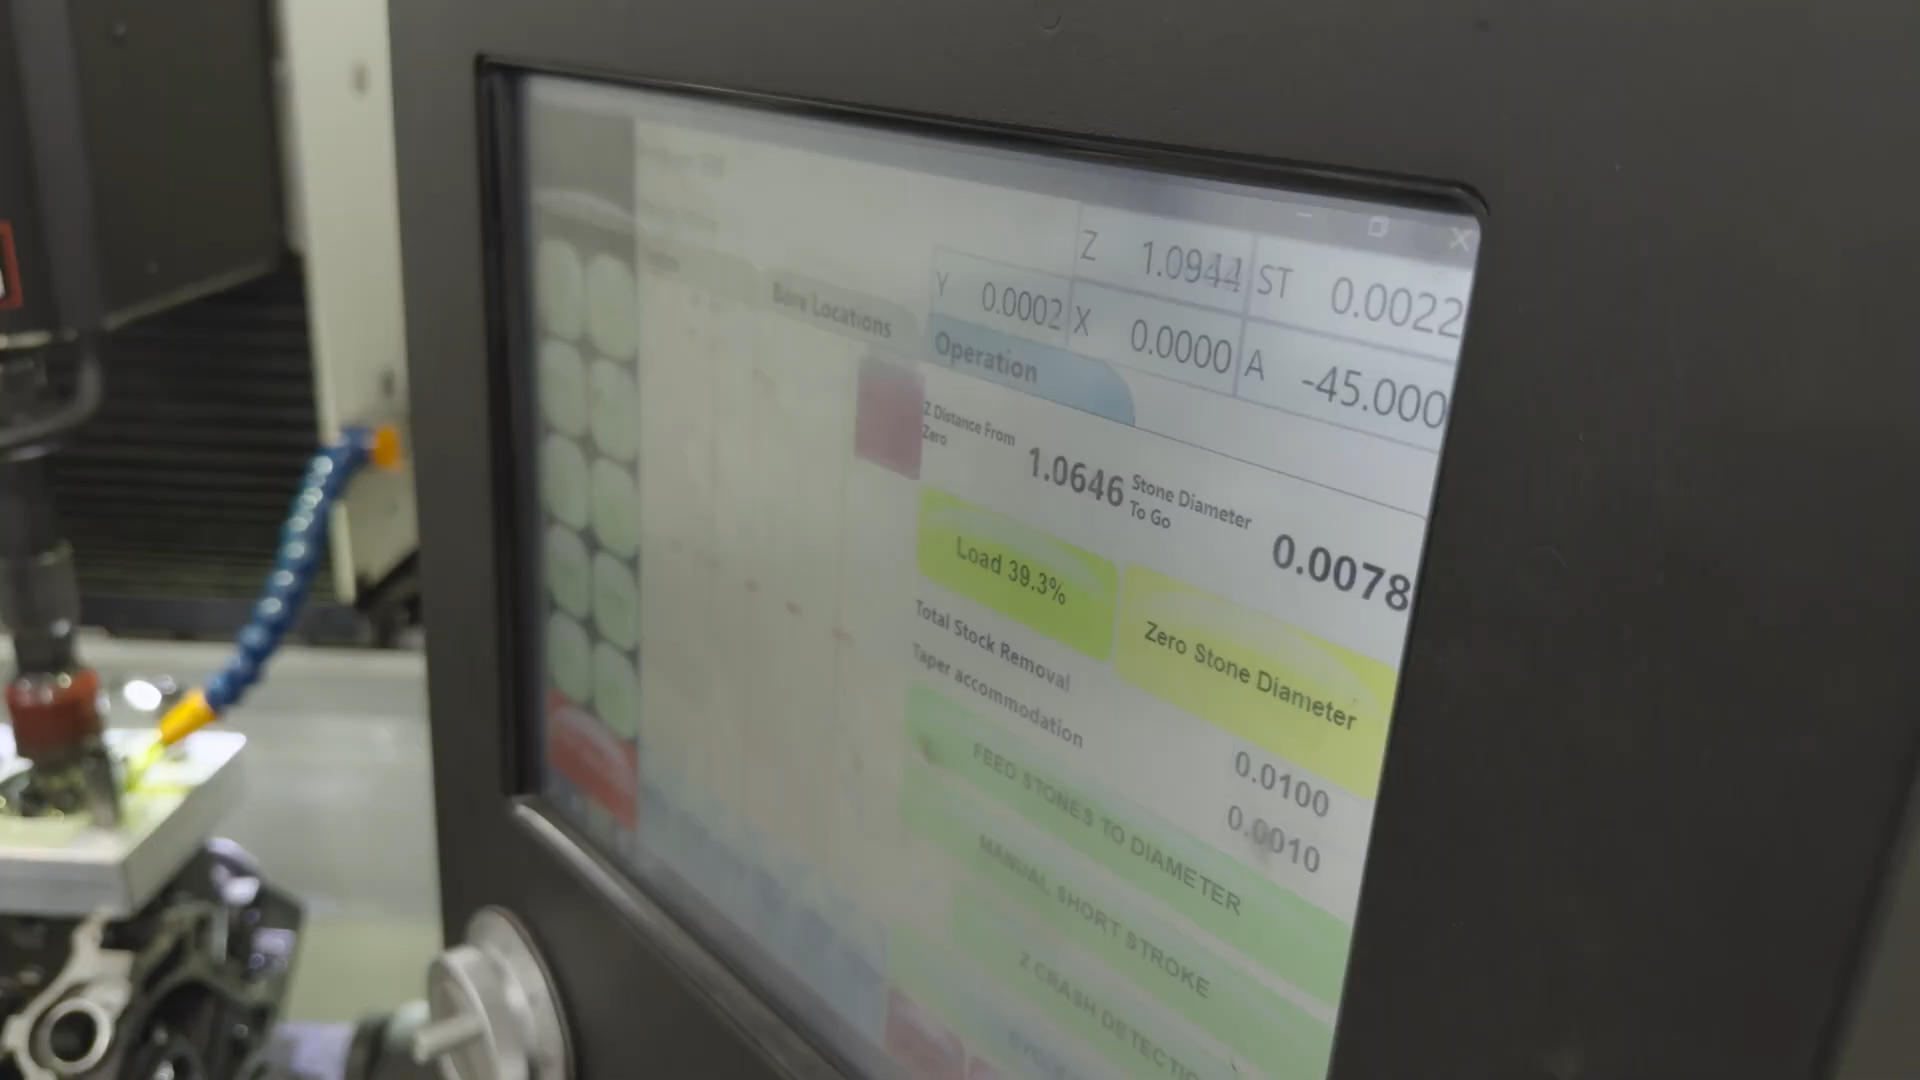 Z 1.0944 ST 0.0022
Y 0.0002 X 0.0000 A -45.000
Bore Locations
Operation
Z Distance From
Zero
1.0646
Stone Diameter
To Go
0.0078
Load 39.3%
Zero Stone Diameter
Total Stock Removal
0.0100
Taper accommodation
0.0010
FEED STONES TO DIAMETER
MANUAL SHORT STROKE
Z CRASH DETECTIO